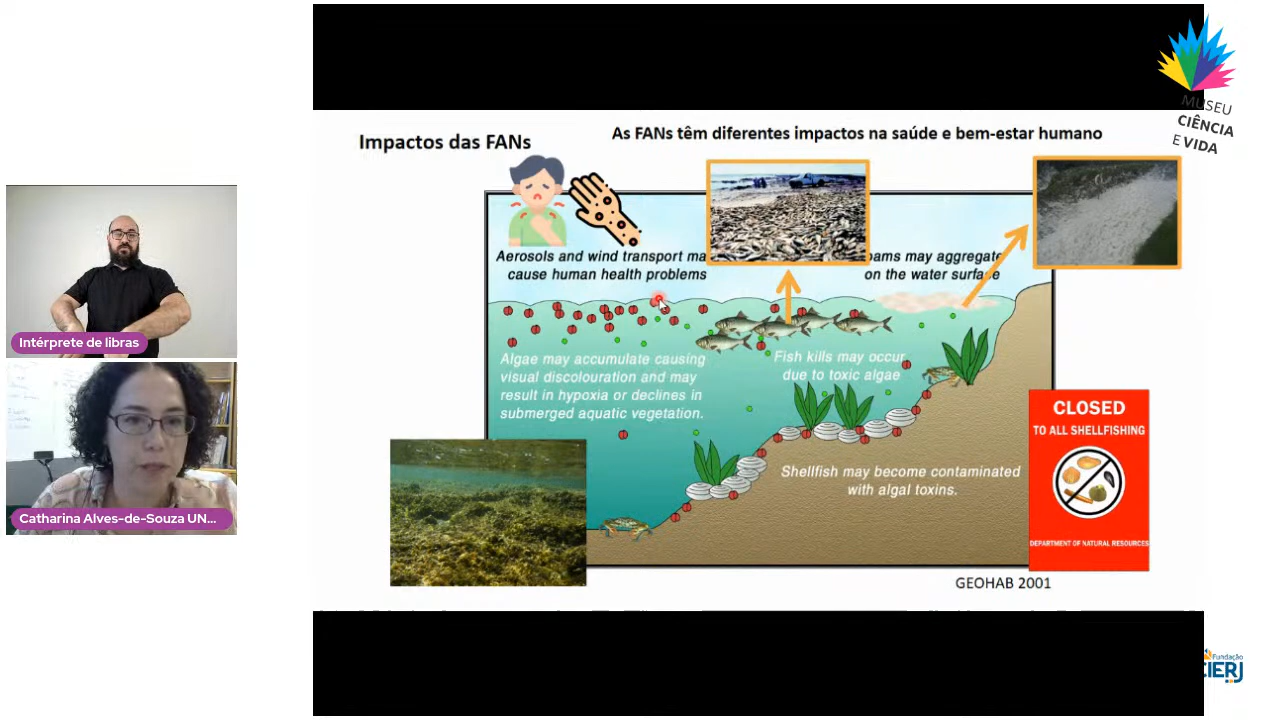 MUSEU
CIÊNCIA
E VIDA
Impactos das FANs
As FANs têm diferentes impactos na saúde e bem-estar humano
Aerosols and wind transport ma
cause human health problems
oams may aggregate
on the water surface
Algae may accumulate causing
visual discolouration and may
result in hypoxia or declines in
submerged aquatic vegetation.
Fish kills may occur
due to toxic algae
Shellfish may become contaminated
with algal toxins.
CLOSED
TO ALL SHELLFISHING
DEPARTMENT OF NATURAL RESOURCES
GEOHAB 2001
Intérprete de libras
Catharina Alves-de-Souza UN...
Fundação
CIERJ